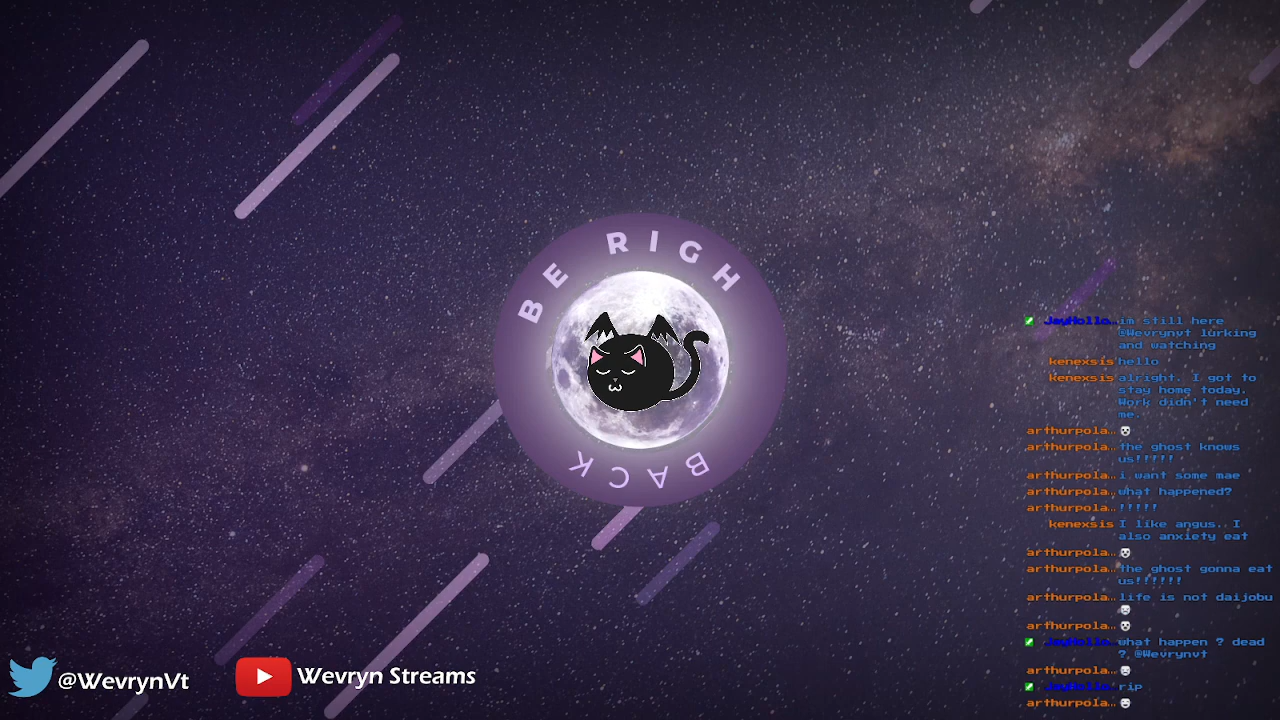 BE RIGH
BACK
JayHollo… im still here
@Wevrynvt lurking
and watching
kenexsis hello
kenexsis alright. I got to
stay home today.
Work didn't need
me.
arthurpola…
arthurpola… the ghost knows
us!!!!!
arthurpola… i want some mae
arthurpola… what happened?
arthurpola… !!!!!
kenexsis I like angus. I
also anxiety eat
arthurpola…
arthurpola… the ghost gonna eat
us!!!!!!
arthurpola… life is not daijobu
arthurpola…
JayHollo… what happen ? dead
? @Wevrynvt
arthurpola…
JayHollo… rip
arthurpola…
@WevrynVt
Wevryn Streams